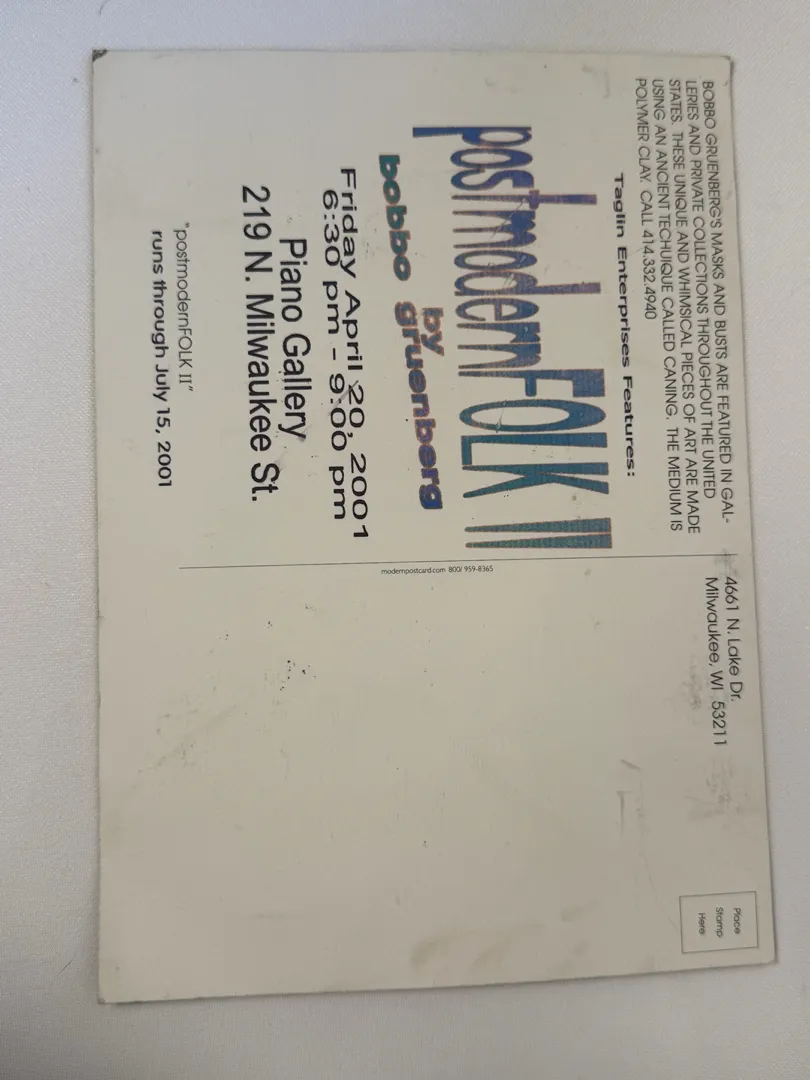 BOBBO GRUENBERG'S MASKS AND BUSTS ARE FEATURED IN GAL-
LERIES AND PRIVATE COLLECTIONS THROUGHOUT THE UNITED
STATES. THESE UNIQUE AND WHIMSICAL PIECES OF ART ARE MADE
USING AN ANCIENT TECHUIQUE CALLED CANING. THE MEDIUM IS
POLYMER CLAY. CALL 414.332.4940
Taglin Enterprises Features:
postmodernFOLK II
by
bobbo gruenberg
Friday April 20, 2001
6:30 pm - 9:00 pm
Piano Gallery
219 N. Milwaukee St.
"postmodernFOLK II"
runs through July 15, 2001
modernpostcard.com 800/ 959-8365
4661 N. Lake Dr.
Milwaukee, WI 53211
Place
Stamp
Here